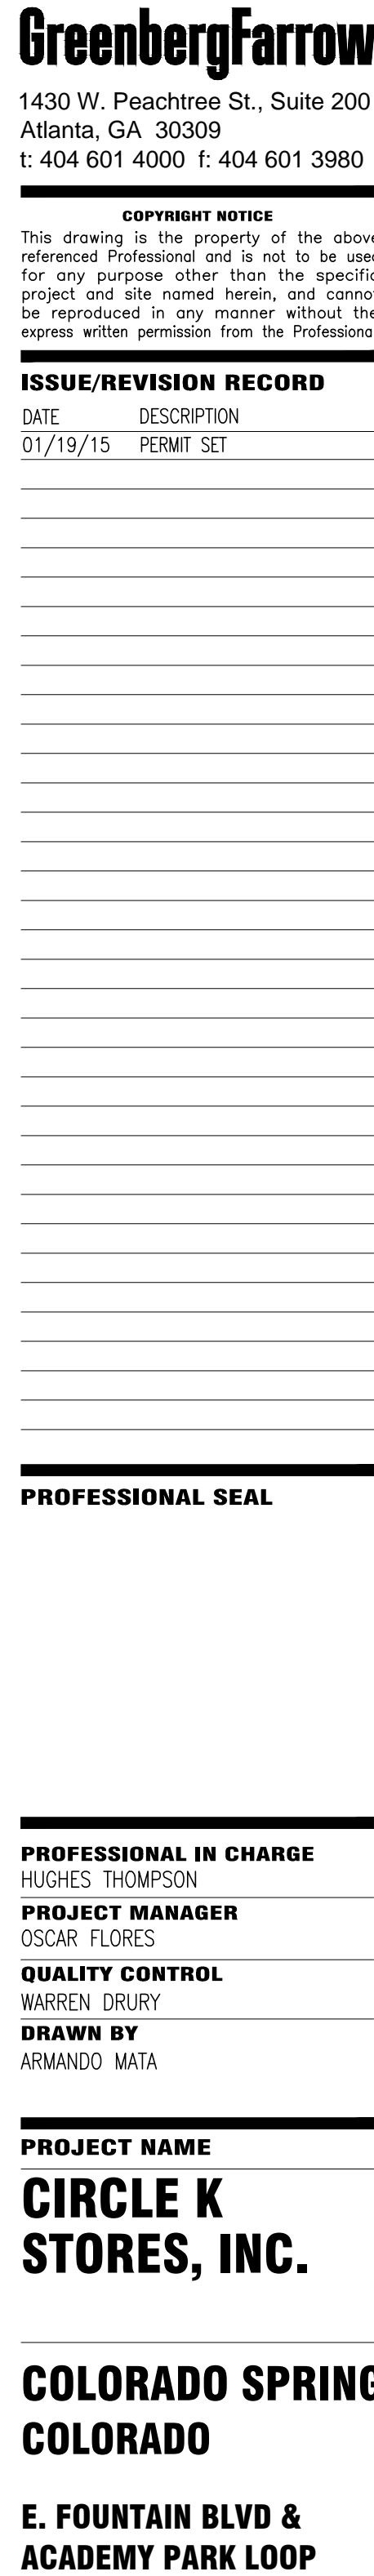 GreenbergFarrow
1430 W. Peachtree St., Suite 200
Atlanta, GA 30309
t: 404 601 4000 f: 404 601 3980
COPYRIGHT NOTICE
This drawing is the property of the above
referenced Professional and is not to be used
for any purpose other than the specific
project and site named herein, and cannot
be reproduced in any manner without the
express written permission from the Professional
ISSUE/REVISION RECORD
DATE DESCRIPTION
01/19/15 PERMIT SET
PROFESSIONAL SEAL
PROFESSIONAL IN CHARGE
HUGHES THOMPSON
PROJECT MANAGER
OSCAR FLORES
QUALITY CONTROL
WARREN DRURY
DRAWN BY
ARMANDO MATA
PROJECT NAME
CIRCLE K
STORES, INC.
COLORADO SPRING
COLORADO
E. FOUNTAIN BLVD &
ACADEMY PARK LOOP